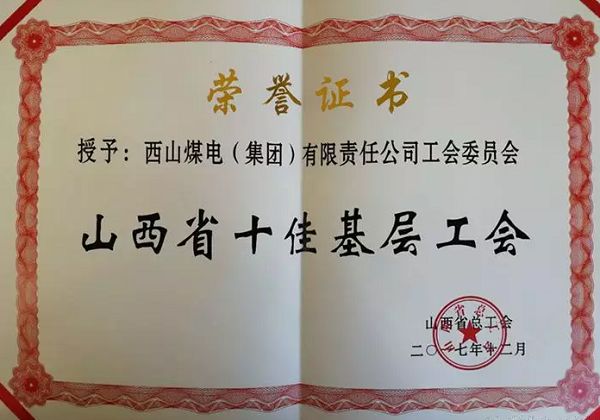 荣誉证书
授予：西山煤电（集团）有限责任公司工会委员会
山西省十佳基层工会
山西省总工会
二〇一七年十二月